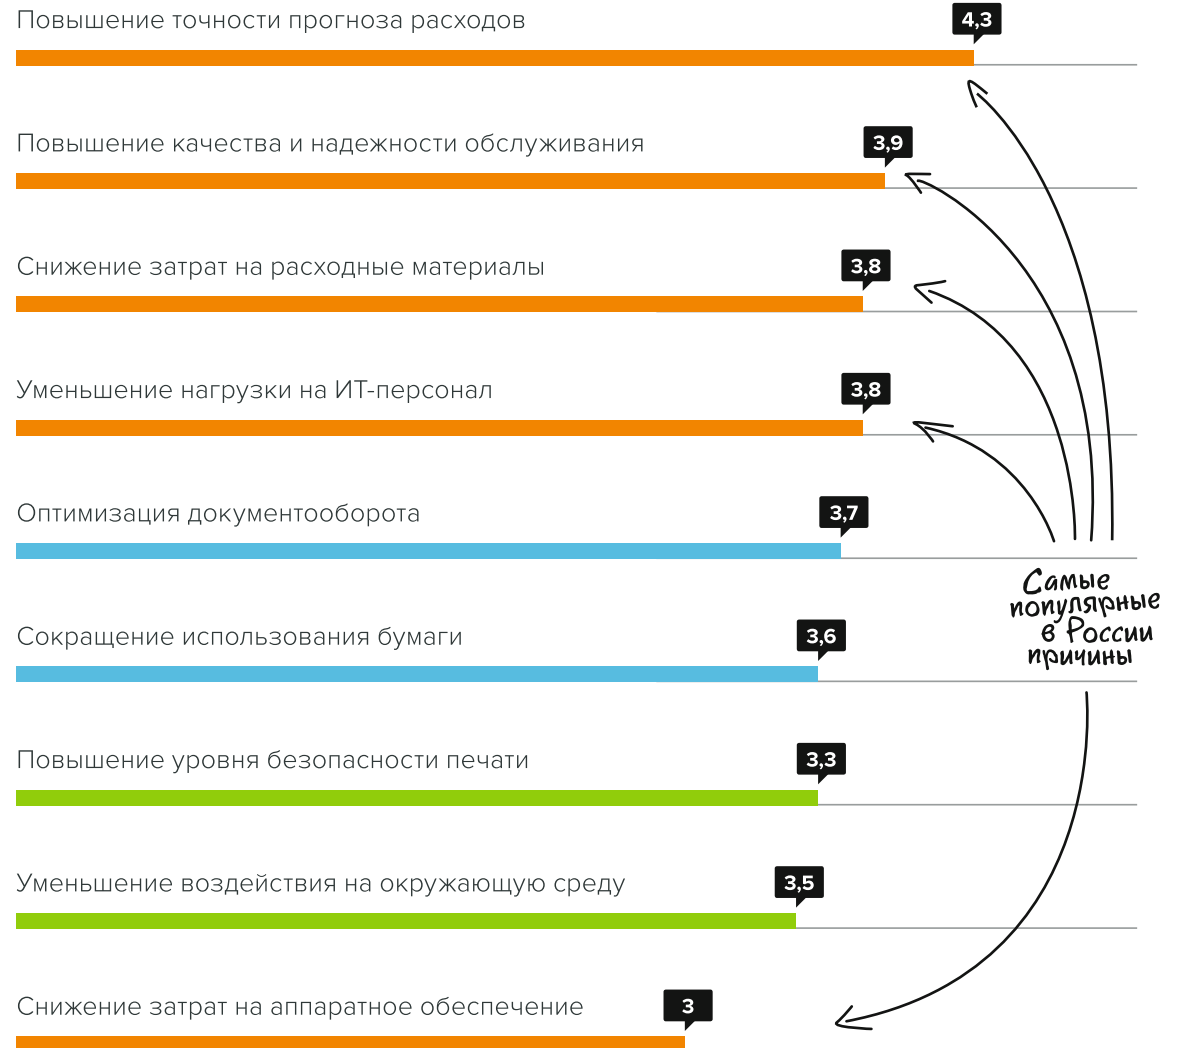 Повышение точности прогноза расходов
4,3
Повышение качества и надежности обслуживания
3,9
Снижение затрат на расходные материалы
3,8
Уменьшение нагрузки на ИТ-персонал
3,8
Оптимизация документооборота
3,7
Самые
популярные
в России
причины
Сокращение использования бумаги
3,6
Повышение уровня безопасности печати
3,3
Уменьшение воздействия на окружающую среду
3,5
Снижение затрат на аппаратное обеспечение
3